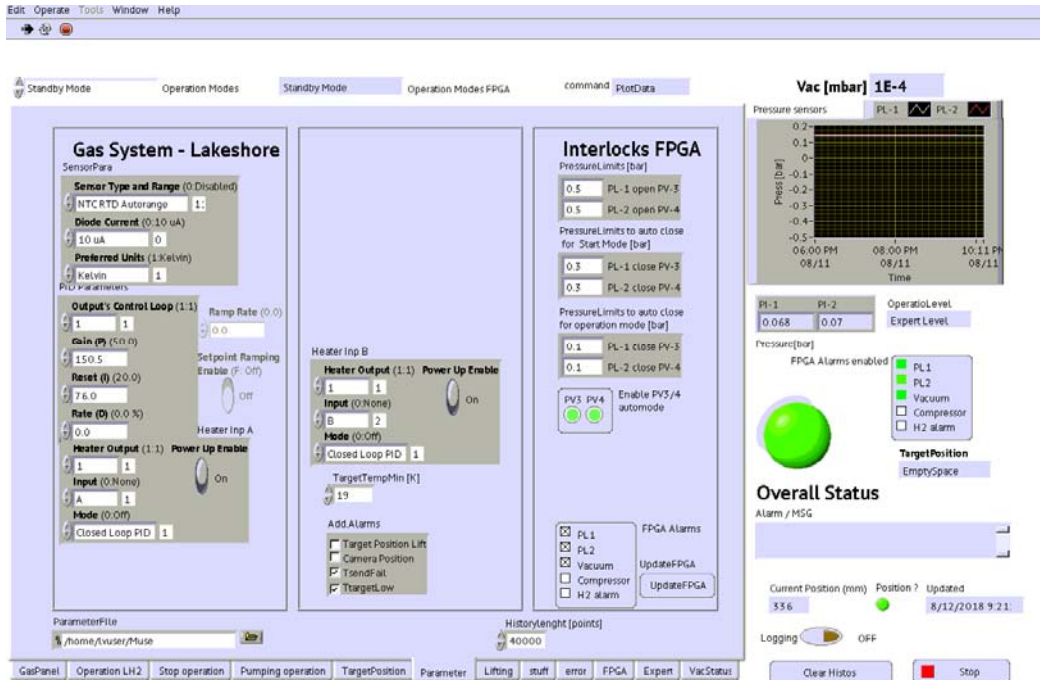 Edit Operate Tools Window Help
Standby Mode Operation Modes Standby Mode Operation Modes FPGA command PlotData Vac [mbar] 1E-4
Gas System - Lakeshore
SensorPara
Sensor Type and Range (0:Disabled)
NTC RTD Autorange 1:
Diode Current (0:10 uA)
10 uA 0
Preferred Units (1:Kelvin)
Kelvin 1
PID Parameters
Output's Control Loop (1:1)
1 1
Gain (P) (50.0)
150.5
Reset (I) (20.0)
76.0
Rate (D) (0.0 %)
0.0
Ramp Rate (0.0)
0.0
Setpoint Ramping
Enable (F: Off)
Off
Heater Inp A
Heater Output (1:1) Power Up Enable
1 1
On
Input (0:None)
A 1
Mode (0:Off)
Closed Loop PID 1
Heater Inp B
Heater Output (1:1) Power Up Enable
1 1
On
Input (0:None)
B 2
Mode (0:Off)
Closed Loop PID 1
TargetTempMin [K]
19
Add.Alarms
Target Position Lift
Camera Position
TsendFail
TtargetLow
Interlocks FPGA
PressureLimits [bar]
0.5 PL-1 open PV-3
0.5 PL-2 open PV-4
PressureLimits to auto close
for Start Mode [bar]
0.3 PL-1 close PV-3
0.3 PL-2 close PV-4
PressureLimits to auto close
for operation mode [bar]
0.1 PL-1 close PV-3
0.1 PL-2 close PV-4
PV3 PV4
Enable PV3/4
automode
PL1
PL2
Vacuum
Compressor
H2 alarm
FPGA Alarms
UpdateFPGA
UpdateFPGA
Pressure sensors PL-1 PL-2
Press [bar]
0.2
0.1
0
-0.1
-0.2
-0.3
-0.4
-0.5
06:00 PM 08:00 PM 10:11 PM
08/11 08/11 08/11
Time
Pl-1 Pl-2 OperatioLevel
0.068 0.07 Expert Level
Pressure[bar]
FPGA Alarms enabled
PL1
PL2
Vacuum
Compressor
H2 alarm
TargetPosition
EmptySpace
Overall Status
Alarm / MSG
Current Position (mm) Position ? Updated
336 8/12/2018 9:21:
Logging OFF
Clear Histos Stop
ParameterFile
/home/lvuser/Muse
HistoryLenght [points]
40000
GasPanel Operation LH2 Stop operation Pumping operation TargetPosition Parameter Lifting stuff error FPGA Expert VacStatus